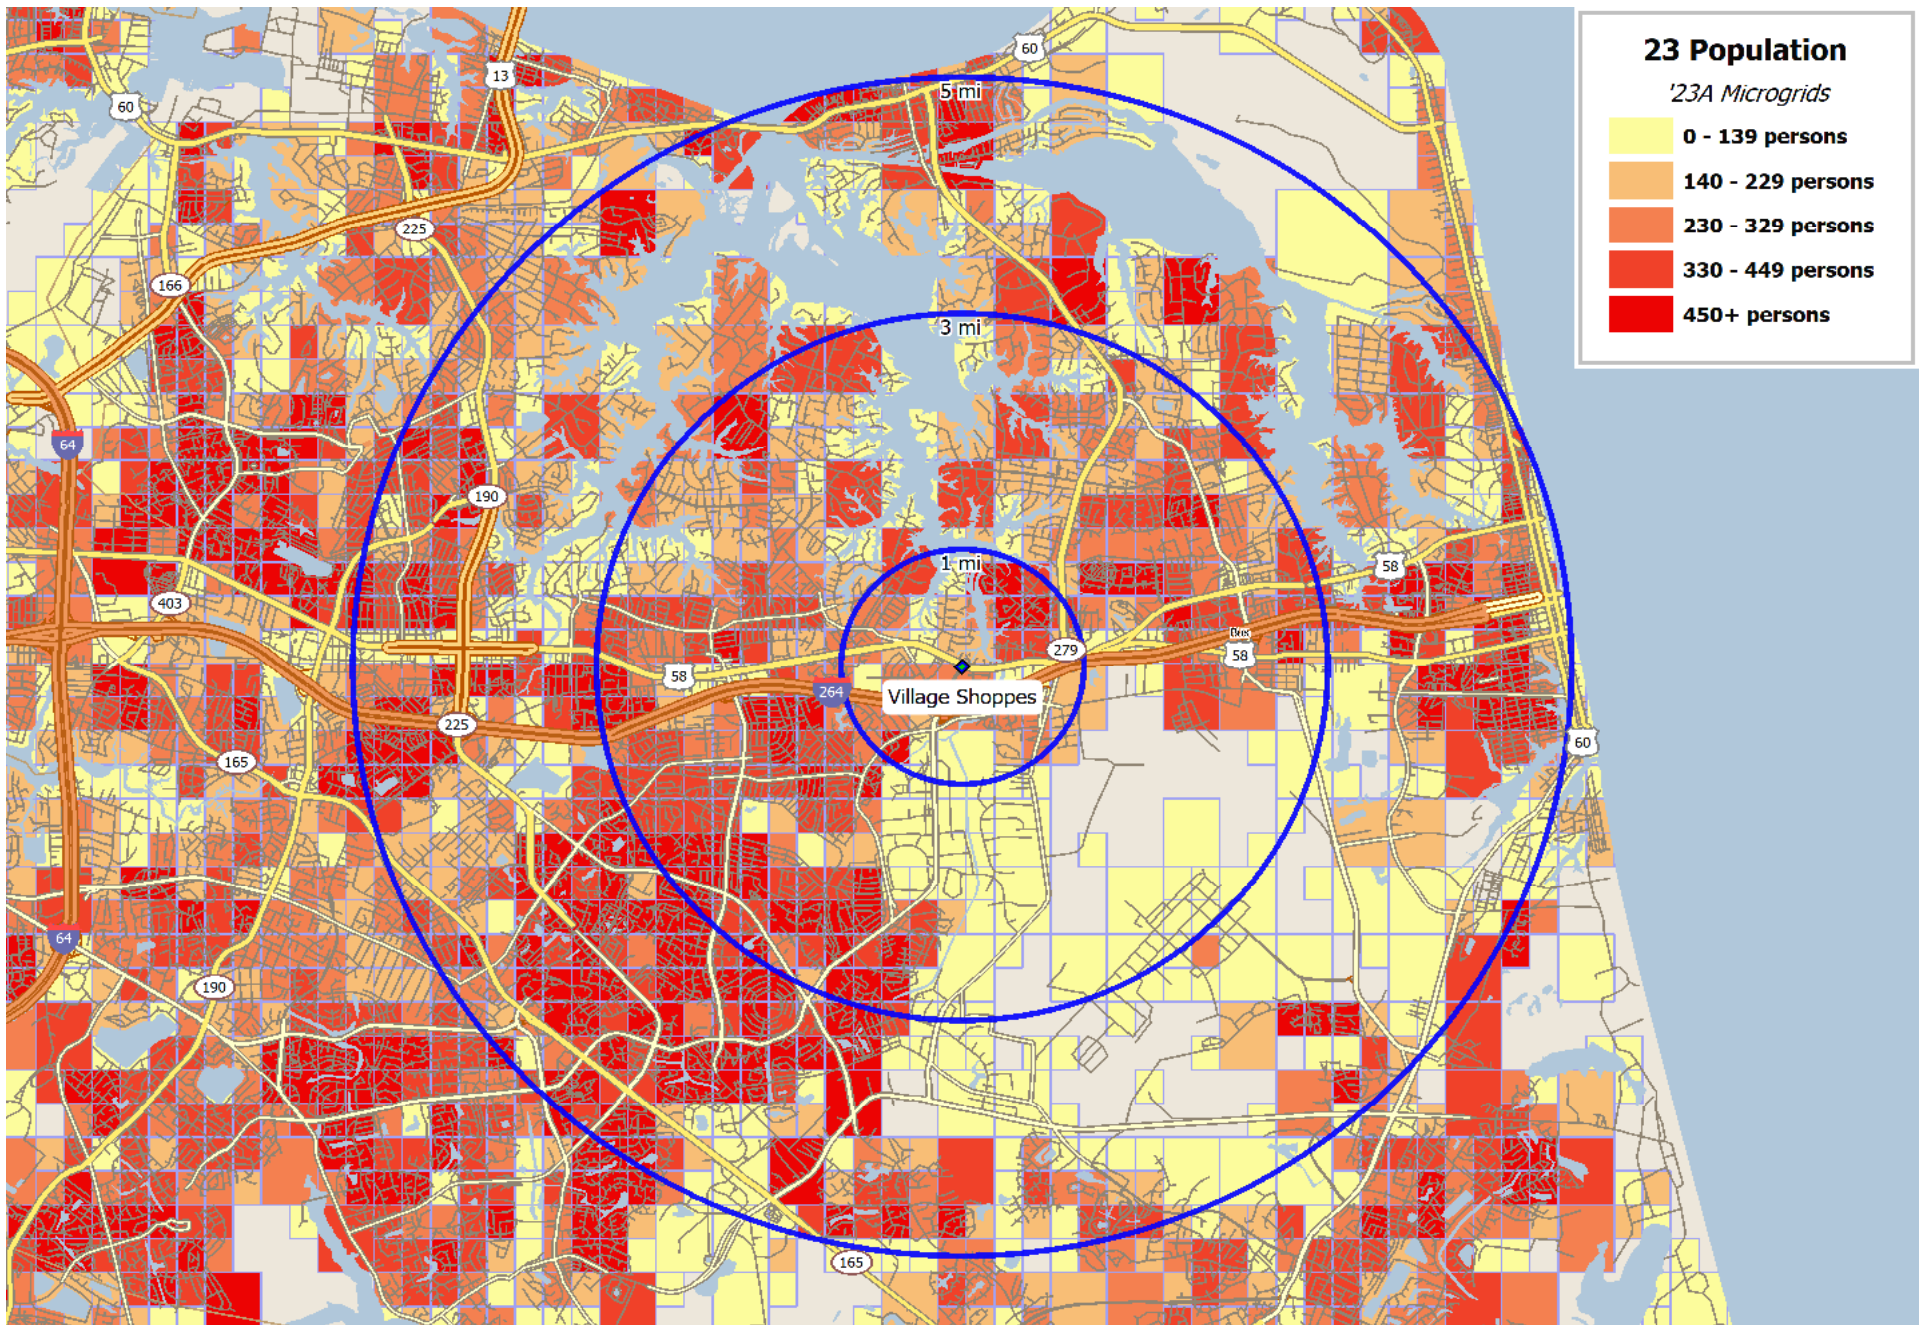 23 Population
'23A Microgrids
0 - 139 persons
140 - 229 persons
230 - 329 persons
330 - 449 persons
450+ persons
60
13
60
5 mi
225
166
3 mi
64
190
1 mi
58
403
Bus
58
279
58
264
Village Shoppes
225
60
165
64
190
165